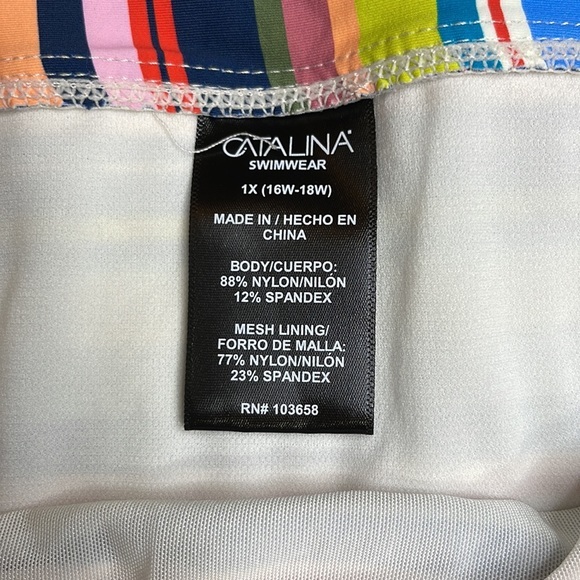 CATALINA®
SWIMWEAR
1X (16W-18W)
MADE IN / HECHO EN
CHINA
BODY/CUERPO:
88% NYLON/NILÓN
12% SPANDEX
MESH LINING/
FORRO DE MALLA:
77% NYLON/NILÓN
23% SPANDEX
RN# 103658